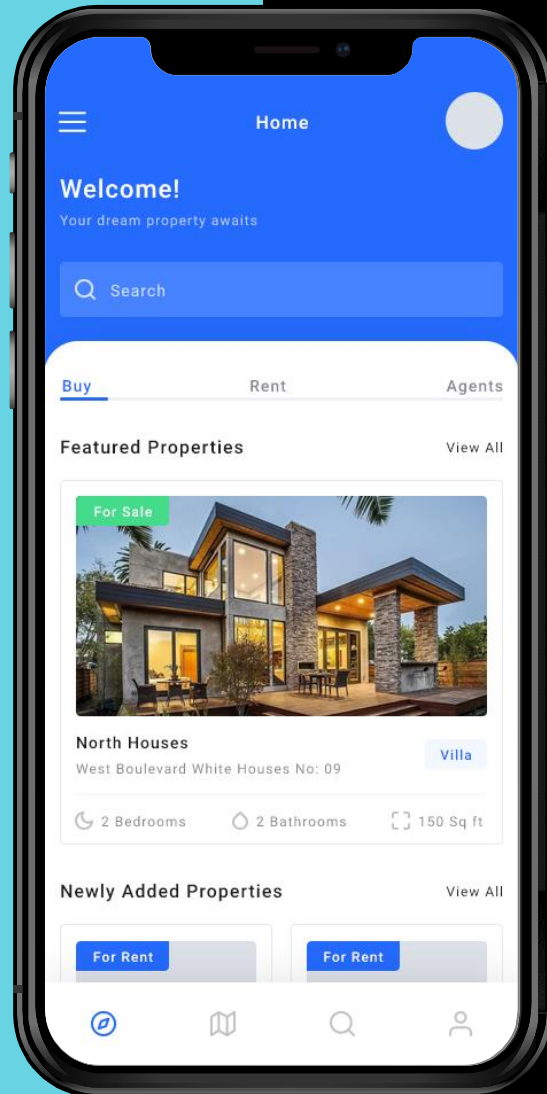 Home
Welcome!
Your dream property awaits
Search
Buy Rent Agents
Featured Properties View All
For Sale
North Houses
West Boulevard White Houses No: 09
Villa
2 Bedrooms 2 Bathrooms 150 Sq ft
Newly Added Properties View All
For Rent For Rent